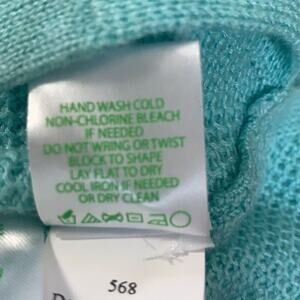 HAND WASH COLD
NON-CHLORINE BLEACH
IF NEEDED
DO NOT WRING OR TWIST
BLOCK TO SHAPE
LAY FLAT TO DRY
COOL IRON IF NEEDED
OR DRY CLEAN
568